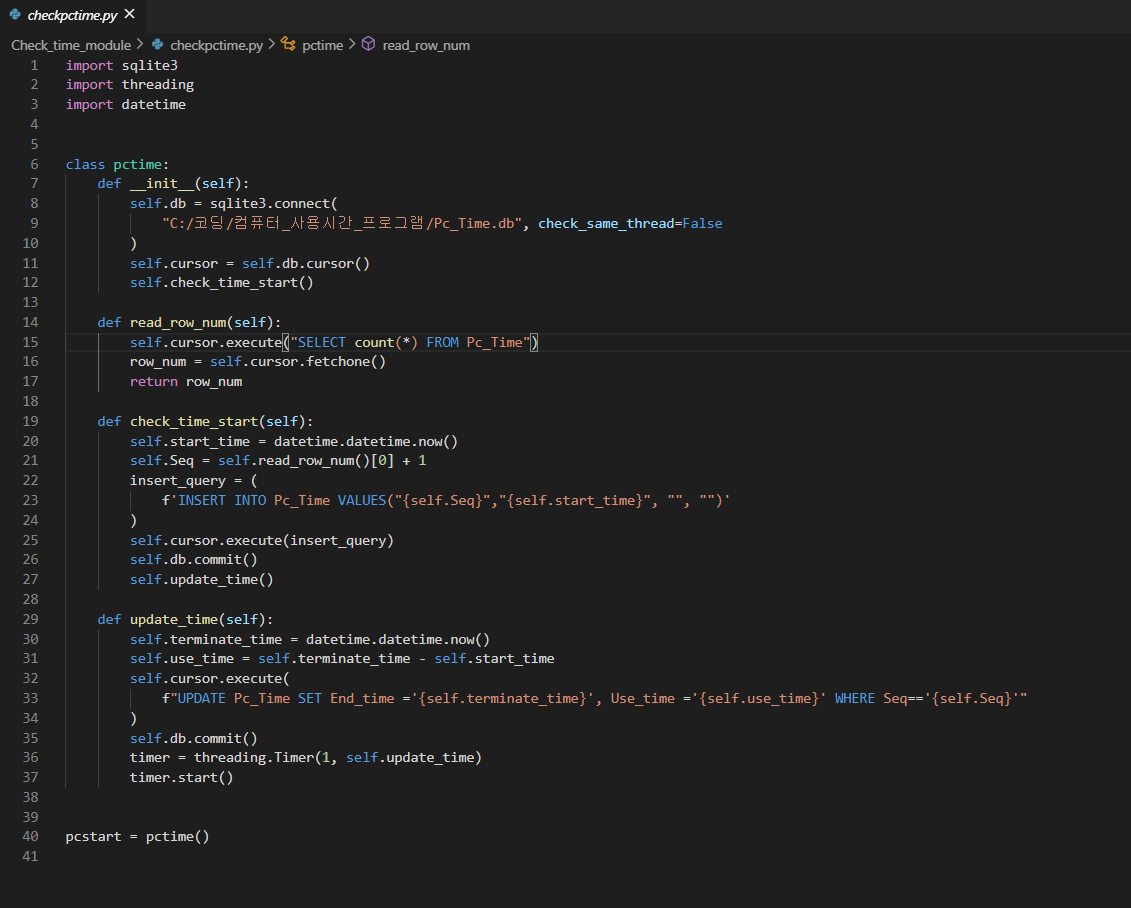 checkpctime.py
Check_time_module > checkpctime.py > pctime > read_row_num
1 import sqlite3
2 import threading
3 import datetime
4
5
6 class pctime:
7     def __init__(self):
8         self.db = sqlite3.connect(
9             "C:/코딩/컴퓨터_사용시간_프로그램/Pc_Time.db", check_same_thread=False
10         )
11         self.cursor = self.db.cursor()
12         self.check_time_start()
13
14     def read_row_num(self):
15         self.cursor.execute("SELECT count(*) FROM Pc_Time")
16         row_num = self.cursor.fetchone()
17         return row_num
18
19     def check_time_start(self):
20         self.start_time = datetime.datetime.now()
21         self.Seq = self.read_row_num()[0] + 1
22         insert_query = (
23             f'INSERT INTO Pc_Time VALUES("{self.Seq}","{self.start_time}", "", "")'
24         )
25         self.cursor.execute(insert_query)
26         self.db.commit()
27         self.update_time()
28
29     def update_time(self):
30         self.terminate_time = datetime.datetime.now()
31         self.use_time = self.terminate_time - self.start_time
32         self.cursor.execute(
33             f"UPDATE Pc_Time SET End_time ='{self.terminate_time}', Use_time ='{self.use_time}' WHERE Seq=='{self.Seq}'"
34         )
35         self.db.commit()
36         timer = threading.Timer(1, self.update_time)
37         timer.start()
38
39
40 pcstart = pctime()
41